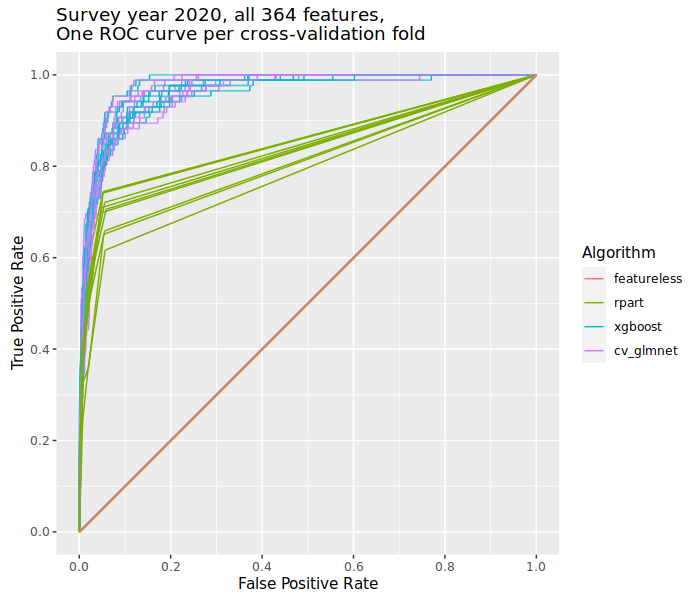 Survey year 2020, all 364 features,
One ROC curve per cross-validation fold
True Positive Rate
1.0
0.8
0.6
0.4
0.2
0.0
0.0 0.2 0.4 0.6 0.8 1.0
False Positive Rate
Algorithm
featureless
rpart
xgboost
cv_glmnet